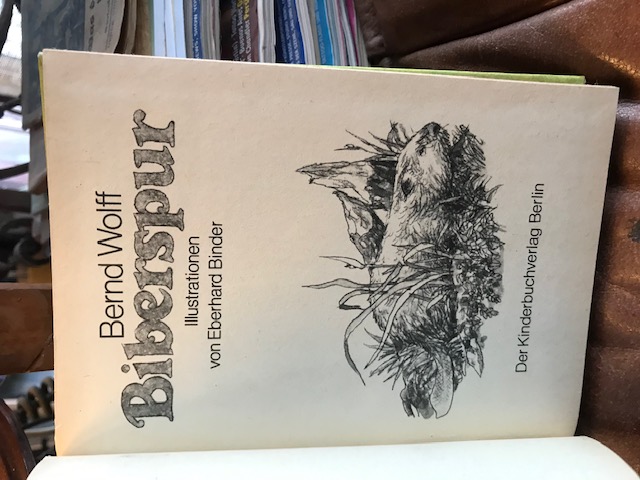 Bernd Wolff
Biberspur
Illustrationen
von Eberhard Binder
Der Kinderbuchverlag Berlin